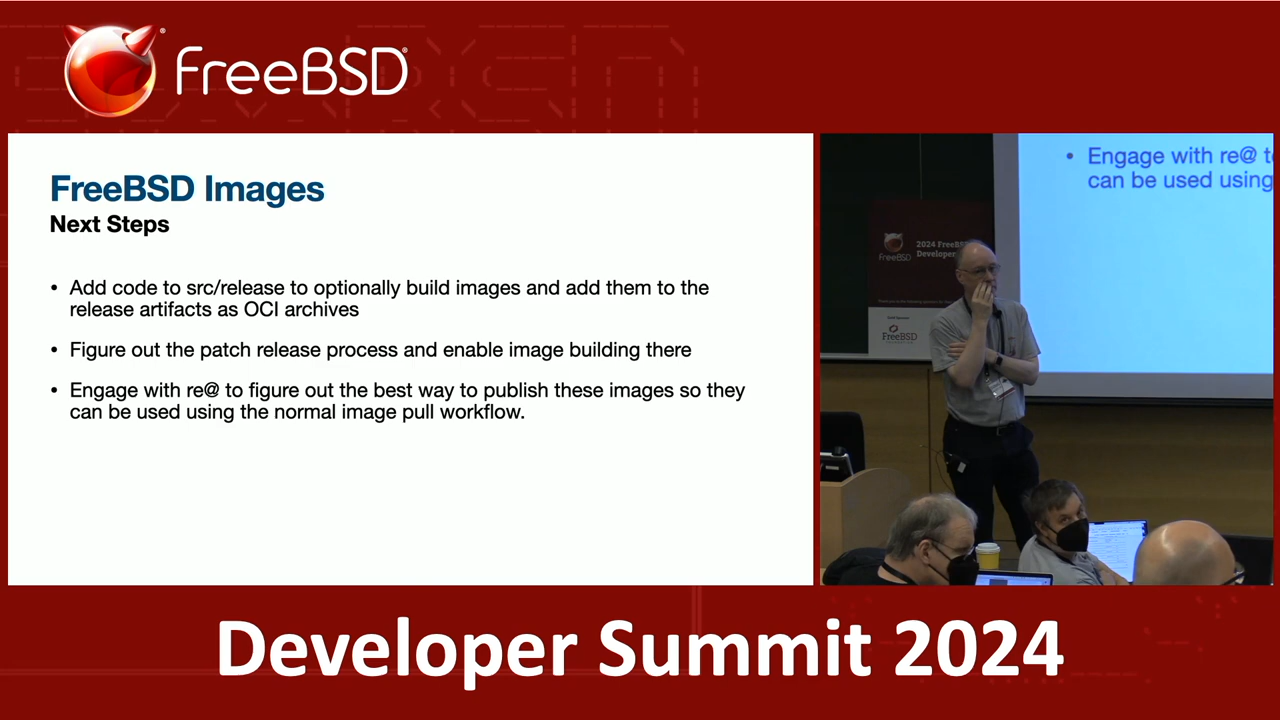 FreeBSD
FreeBSD Images
Next Steps
• Add code to src/release to optionally build images and add them to the
release artifacts as OCI archives
• Figure out the patch release process and enable image building there
• Engage with re@ to figure out the best way to publish these images so they
can be used using the normal image pull workflow.
• Engage with re@ t
can be used using
2024 FreeBS
Developer
FreeBSD
FreeBSD
Developer Summit 2024